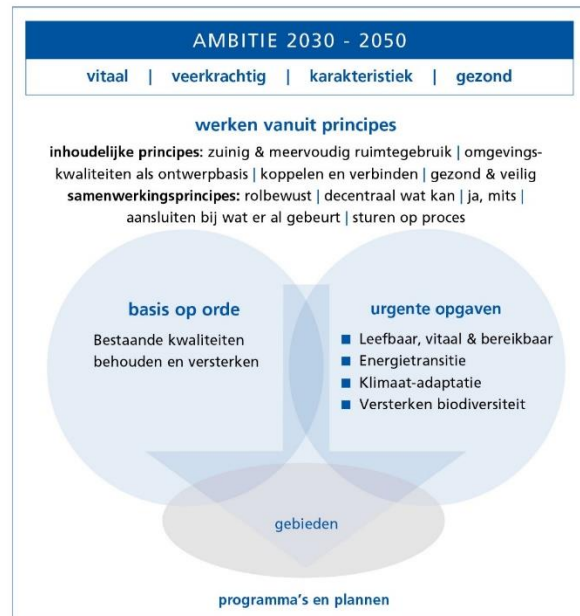 AMBITIE 2030 - 2050
vitaal | veerkrachtig | karakteristiek | gezond
werken vanuit principes
inhoudelijke principes: zuinig & meervoudig ruimtegebruik | omgevings-
kwaliteiten als ontwerpbasis | koppelen en verbinden | gezond & veilig
samenwerkingsprincipes: rolbewust | decentraal wat kan | ja, mits |
aansluiten bij wat er al gebeurt | sturen op proces
basis op orde
Bestaande kwaliteiten
behouden en versterken
urgente opgaven
■ Leefbaar, vitaal & bereikbaar
■ Energietransitie
■ Klimaat-adaptatie
■ Versterken biodiversiteit
gebieden
programma's en plannen